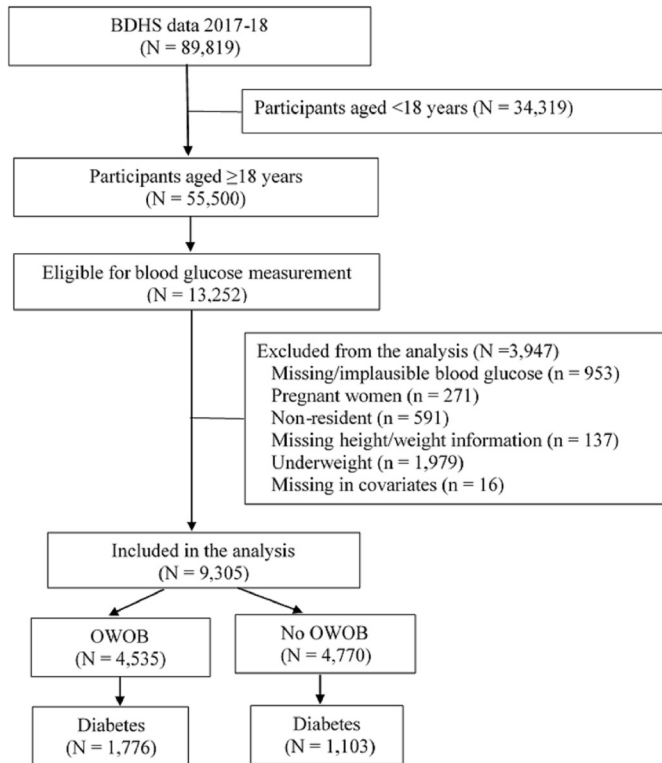 BDHS data 2017-18
(N = 89,819)
Participants aged <18 years (N = 34,319)
Participants aged ≥18 years
(N = 55,500)
Eligible for blood glucose measurement
(N = 13,252)
Excluded from the analysis (N =3,947)
Missing/implausible blood glucose (n = 953)
Pregnant women (n = 271)
Non-resident (n = 591)
Missing height/weight information (n = 137)
Underweight (n = 1,979)
Missing in covariates (n = 16)
Included in the analysis
(N = 9,305)
OWOB
(N = 4,535)
No OWOB
(N = 4,770)
Diabetes
(N = 1,776)
Diabetes
(N = 1,103)